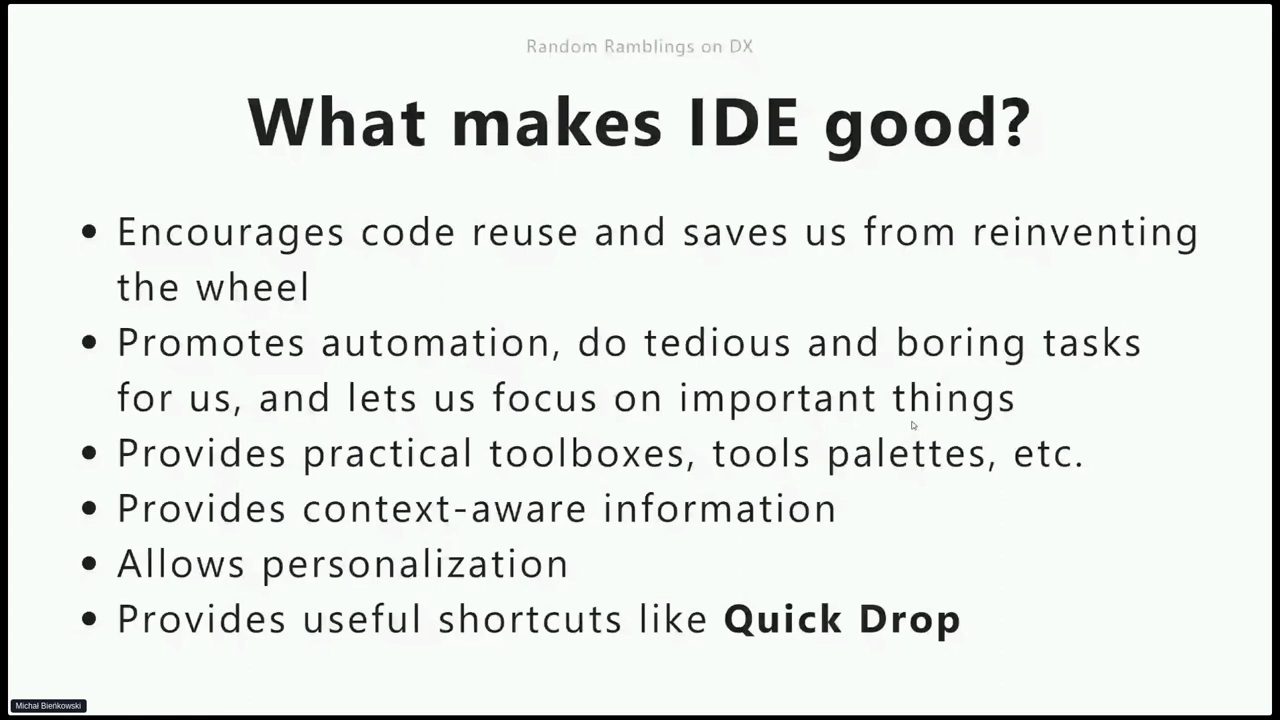 Random Ramblings on DX
What makes IDE good?
• Encourages code reuse and saves us from reinventing
the wheel
• Promotes automation, do tedious and boring tasks
for us, and lets us focus on important things
• Provides practical toolboxes, tools palettes, etc.
• Provides context-aware information
• Allows personalization
• Provides useful shortcuts like Quick Drop
Michał Bieńkowski